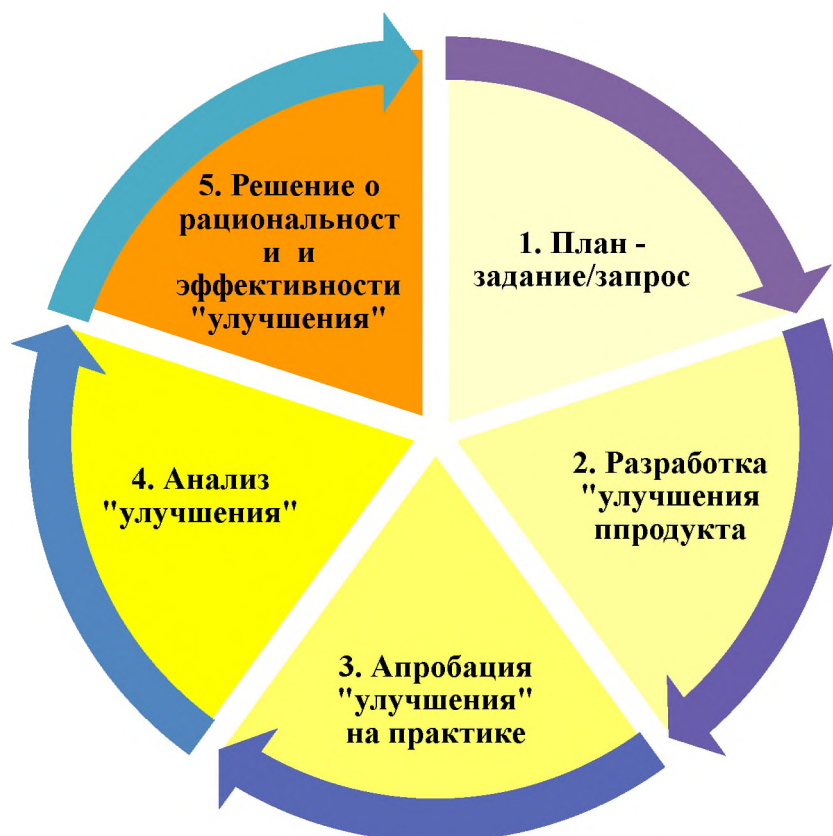 1. План -
задание/запрос
2. Разработка
"улучшения
ппродукта
3. Апробация
"улучшения"
на практике
4. Анализ
"улучшения"
5. Решение о
рациональност
и и
эффективности
"улучшения"